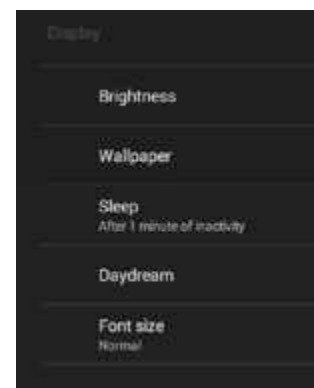 Display
Brightness
Wallpaper
Sleep
After 1 minute of inactivity
Daydream
Font size
Normal